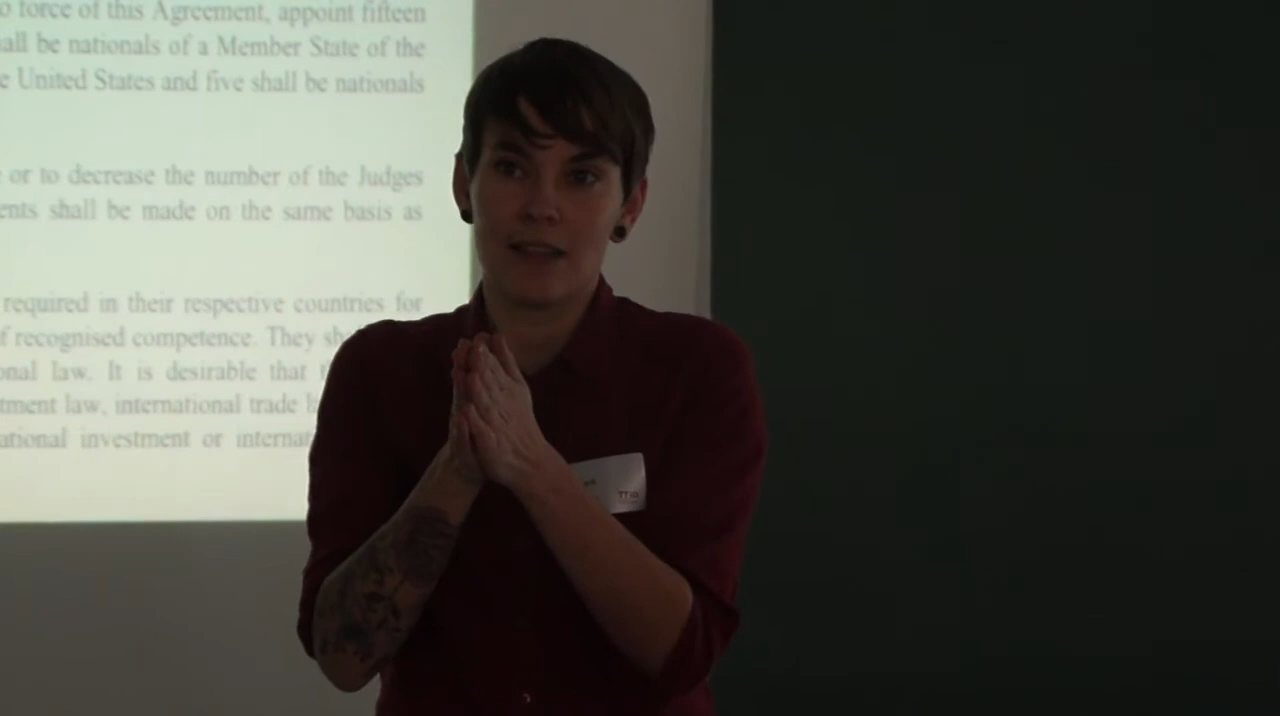 o force of this Agreement, appoint fifteen
all be nationals of a Member State of the
e United States and five shall be nationals
or to decrease the number of the Judges
ents shall be made on the same basis as
required in their respective countries for
f recognised competence. They sh
onal law. It is desirable that t
tment law, international trade l
ational investment or internat